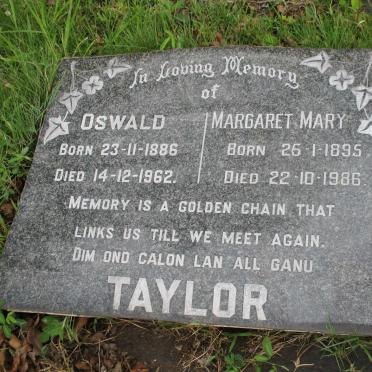 In Loving Memory
of
OSWALD
BORN 23-11-1886
DIED 14-12-1962.
MARGARET MARY
BORN 25-1-1895
DIED 22-10-1986
MEMORY IS A GOLDEN CHAIN THAT
LINKS US TILL WE MEET AGAIN.
DIM OND CALON LAN ALL GANU
TAYLOR